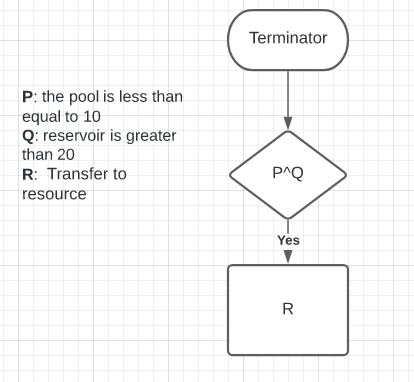 Terminator
P: the pool is less than
equal to 10
Q: reservoir is greater
than 20
R:  Transfer to
resource
P^Q
Yes
R